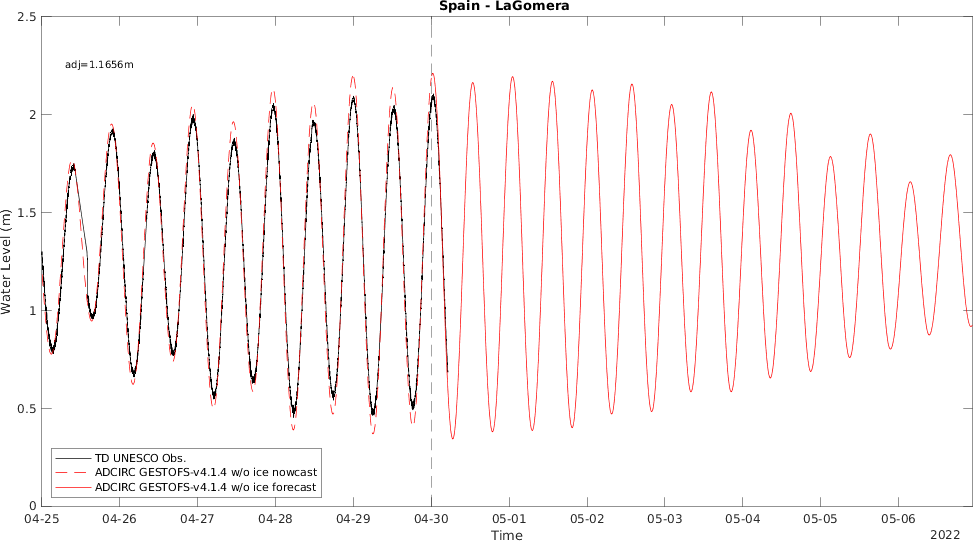 Spain - LaGomera
2.5
adj=1.1656m
2
1.5
Water Level (m)
1
0.5
TD UNESCO Obs.
ADCIRC GESTOFS-v4.1.4 w/o ice nowcast
ADCIRC GESTOFS-v4.1.4 w/o ice forecast
0
04-25 04-26 04-27 04-28 04-29 04-30 05-01 05-02 05-03 05-04 05-05 05-06
Time
2022